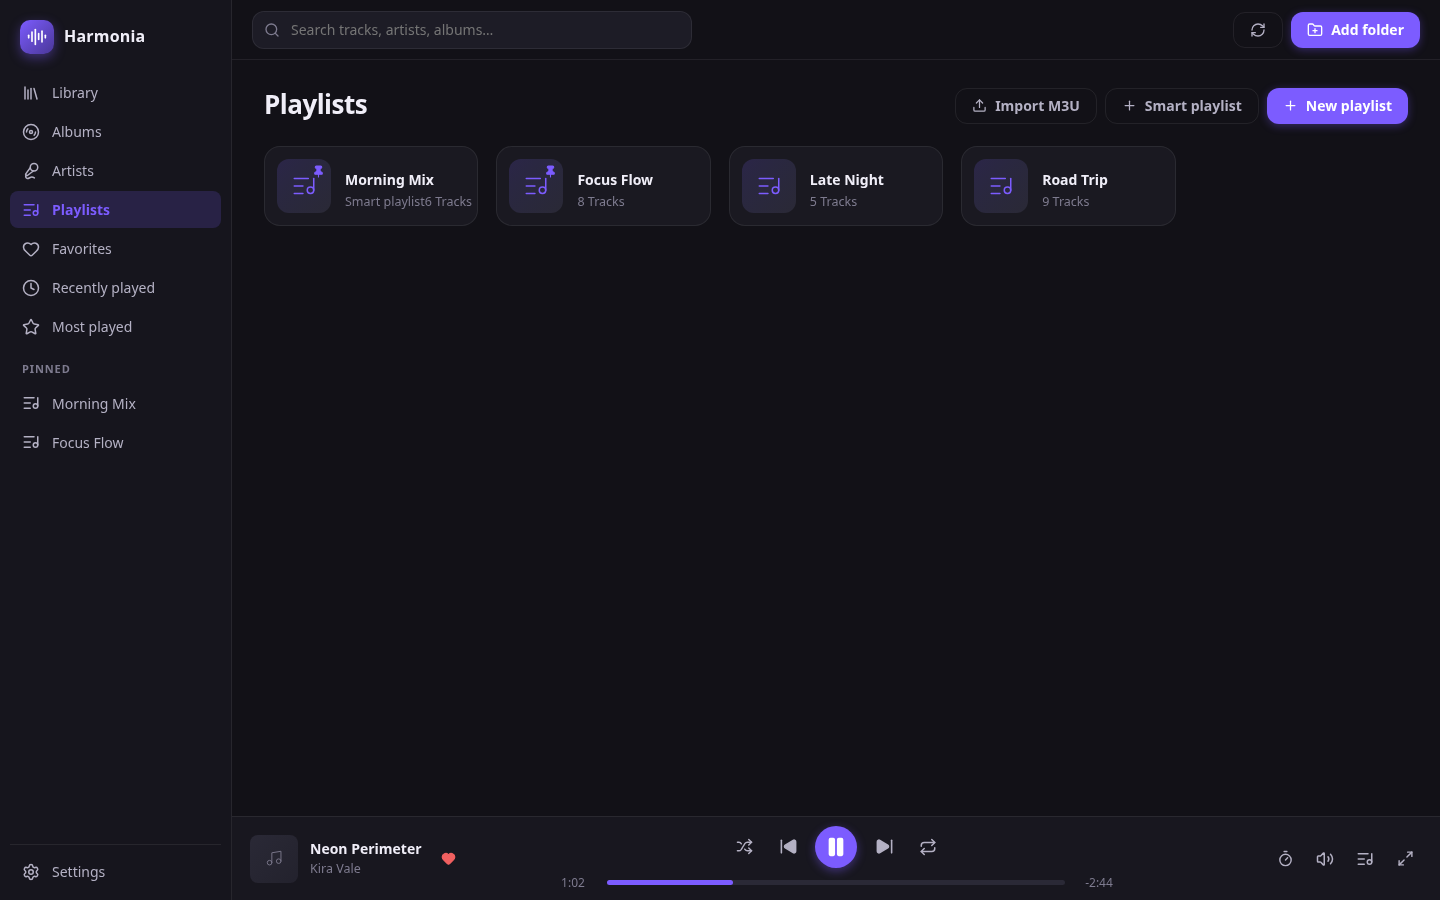 Harmonia
Search tracks, artists, albums...
Add folder
Library
Albums
Artists
Playlists
Favorites
Recently played
Most played
PINNED
Morning Mix
Focus Flow
Settings
Playlists
Import M3U
Smart playlist
New playlist
Morning Mix
Smart playlist6 Tracks
Focus Flow
8 Tracks
Late Night
5 Tracks
Road Trip
9 Tracks
Neon Perimeter
Kira Vale
1:02
-2:44